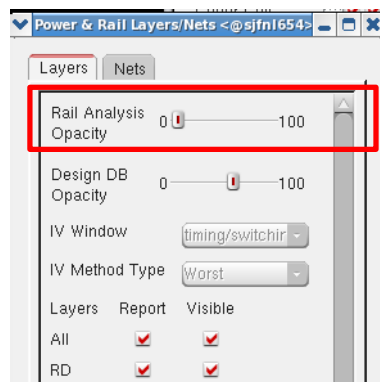 Power & Rail Layers/Nets <@sjfnl654>
Layers Nets
Rail Analysis Opacity 0 100
Design DB Opacity 0 100
IV Window timing/switchir
IV Method Type Worst
Layers Report Visible
All
RD